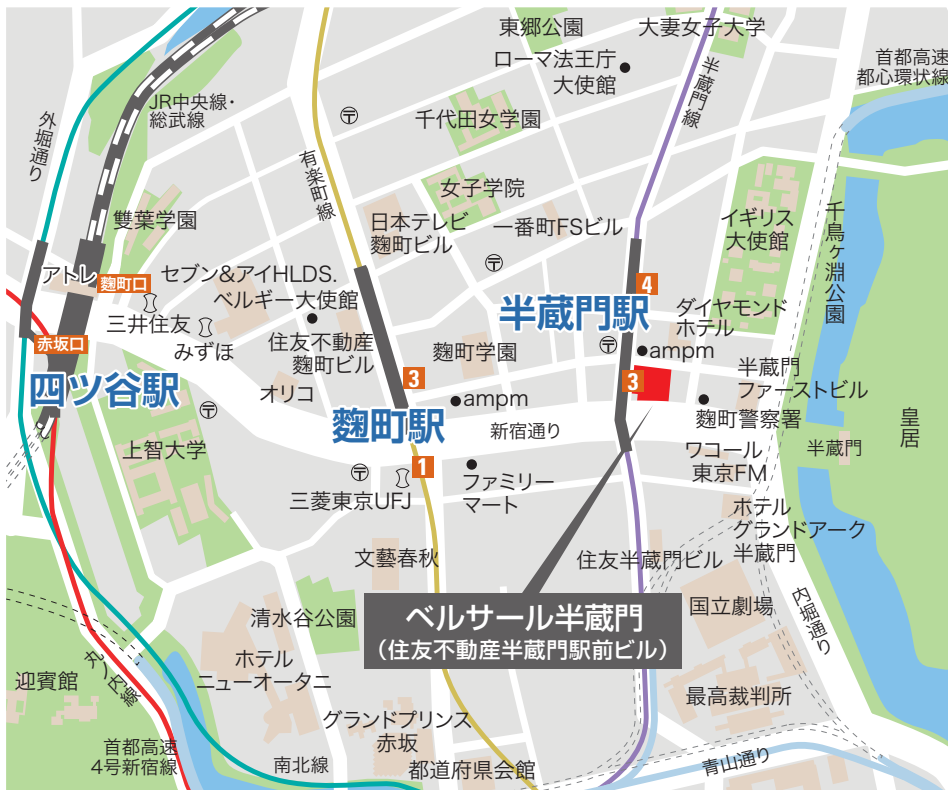 東郷公園
大妻女子大学
ローマ法王庁
大使館
首都高速
都心環状線
半蔵門線
JR中央線・
総武線
外堀通り
〒
千代田女学園
有楽町線
女子学院
雙葉学園
日本テレビ
麴町ビル
一番町FSビル
イギリス
大使館
千鳥ヶ淵公園
〒
アトレ
麴町口
セブン&アイHLDS.
ベルギー大使館
4
半蔵門駅
ダイヤモンド
ホテル
三井住友
みずほ
赤坂口
住友不動産
麴町ビル
麴町学園
〒
ampm
半蔵門
ファーストビル
四ツ谷駅
オリコ
3
3
ampm
麴町警察署
皇居
〒
麴町駅
新宿通り
半蔵門
上智大学
1
ワコール
東京FM
〒
三菱東京UFJ
ファミリー
マート
ホテル
グランドアーク
半蔵門
文藝春秋
住友半蔵門ビル
内堀通り
清水谷公園
ベルサール半蔵門
(住友不動産半蔵門駅前ビル)
国立劇場
丸ノ内線
迎賓館
ホテル
ニューオータニ
最高裁判所
グランドプリンス
赤坂
首都高速
4号新宿線
南北線
都道府県会館
青山通り